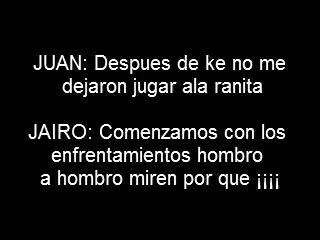 JUAN: Despues de ke no me
dejaron jugar ala ranita
JAIRO: Comenzamos con los
enfrentamientos hombro
a hombro miren por que ¡¡¡¡